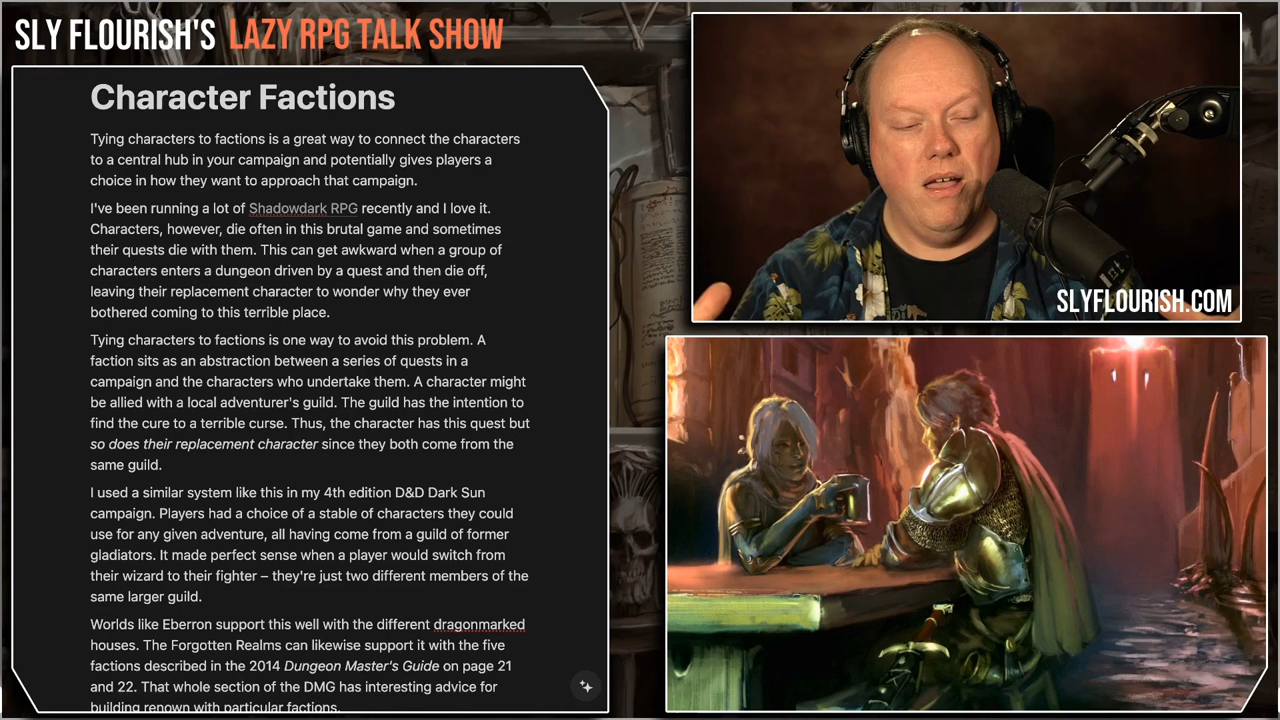 SLY FLOURISH'S LAZY RPG TALK SHOW
Character Factions
Tying characters to factions is a great way to connect the characters
to a central hub in your campaign and potentially gives players a
choice in how they want to approach that campaign.
I've been running a lot of Shadowdark RPG recently and I love it.
Characters, however, die often in this brutal game and sometimes
their quests die with them. This can get awkward when a group of
characters enters a dungeon driven by a quest and then die off,
leaving their replacement character to wonder why they ever
bothered coming to this terrible place.
Tying characters to factions is one way to avoid this problem. A
faction sits as an abstraction between a series of quests in a
campaign and the characters who undertake them. A character might
be allied with a local adventurer's guild. The guild has the intention to
find the cure to a terrible curse. Thus, the character has this quest but
so does their replacement character since they both come from the
same guild.
I used a similar system like this in my 4th edition D&D Dark Sun
campaign. Players had a choice of a stable of characters they could
use for any given adventure, all having come from a guild of former
gladiators. It made perfect sense when a player would switch from
their wizard to their fighter – they're just two different members of the
same larger guild.
Worlds like Eberron support this well with the different dragonmarked
houses. The Forgotten Realms can likewise support it with the five
factions described in the 2014 Dungeon Master's Guide on page 21
and 22. That whole section of the DMG has interesting advice for
building renown with particular factions.
SLYFLOURISH.COM